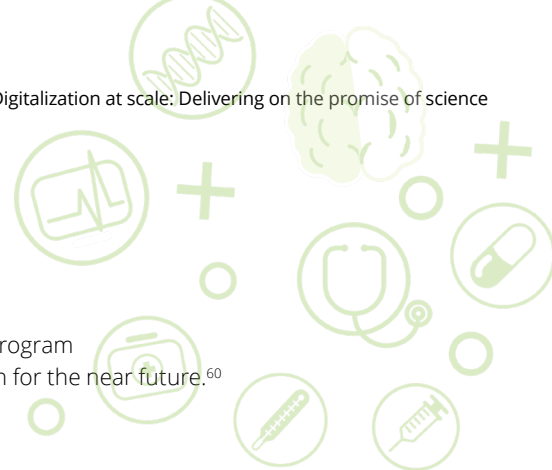 Digitalization at scale: Delivering on the promise of science
rogram
n for the near future.60